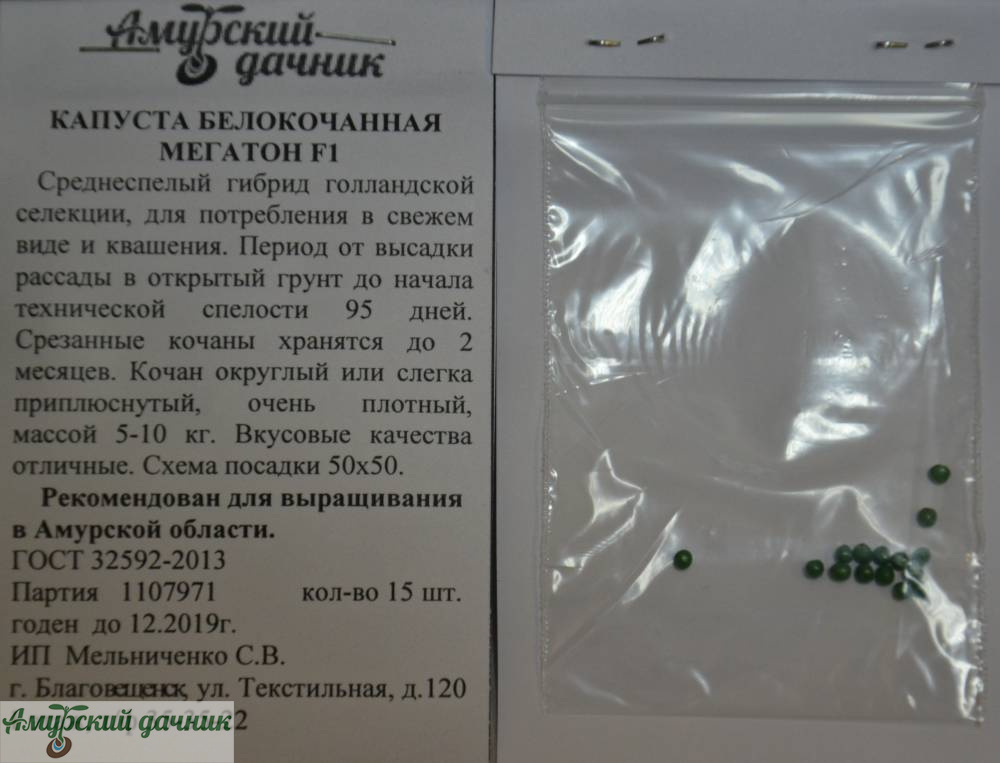 Амурский
дачник
КАПУСТА БЕЛОКОЧАННАЯ
МЕГАТОН F1
Среднеспелый гибрид голландской
селекции, для потребления в свежем
виде и квашения. Период от высадки
рассады в открытый грунт до начала
технической спелости 95 дней.
Срезанные кочаны хранятся до 2
месяцев. Кочан округлый или слегка
приплюснутый, очень плотный,
массой 5-10 кг. Вкусовые качества
отличные. Схема посадки 50х50.
Рекомендован для выращивания
в Амурской области.
ГОСТ 32592-2013
Партия 1107971 кол-во 15 шт.
годен до 12.2019г.
ИП Мельниченко С.В.
г. Благовещенск, ул. Текстильная, д.120
Амурский дачник